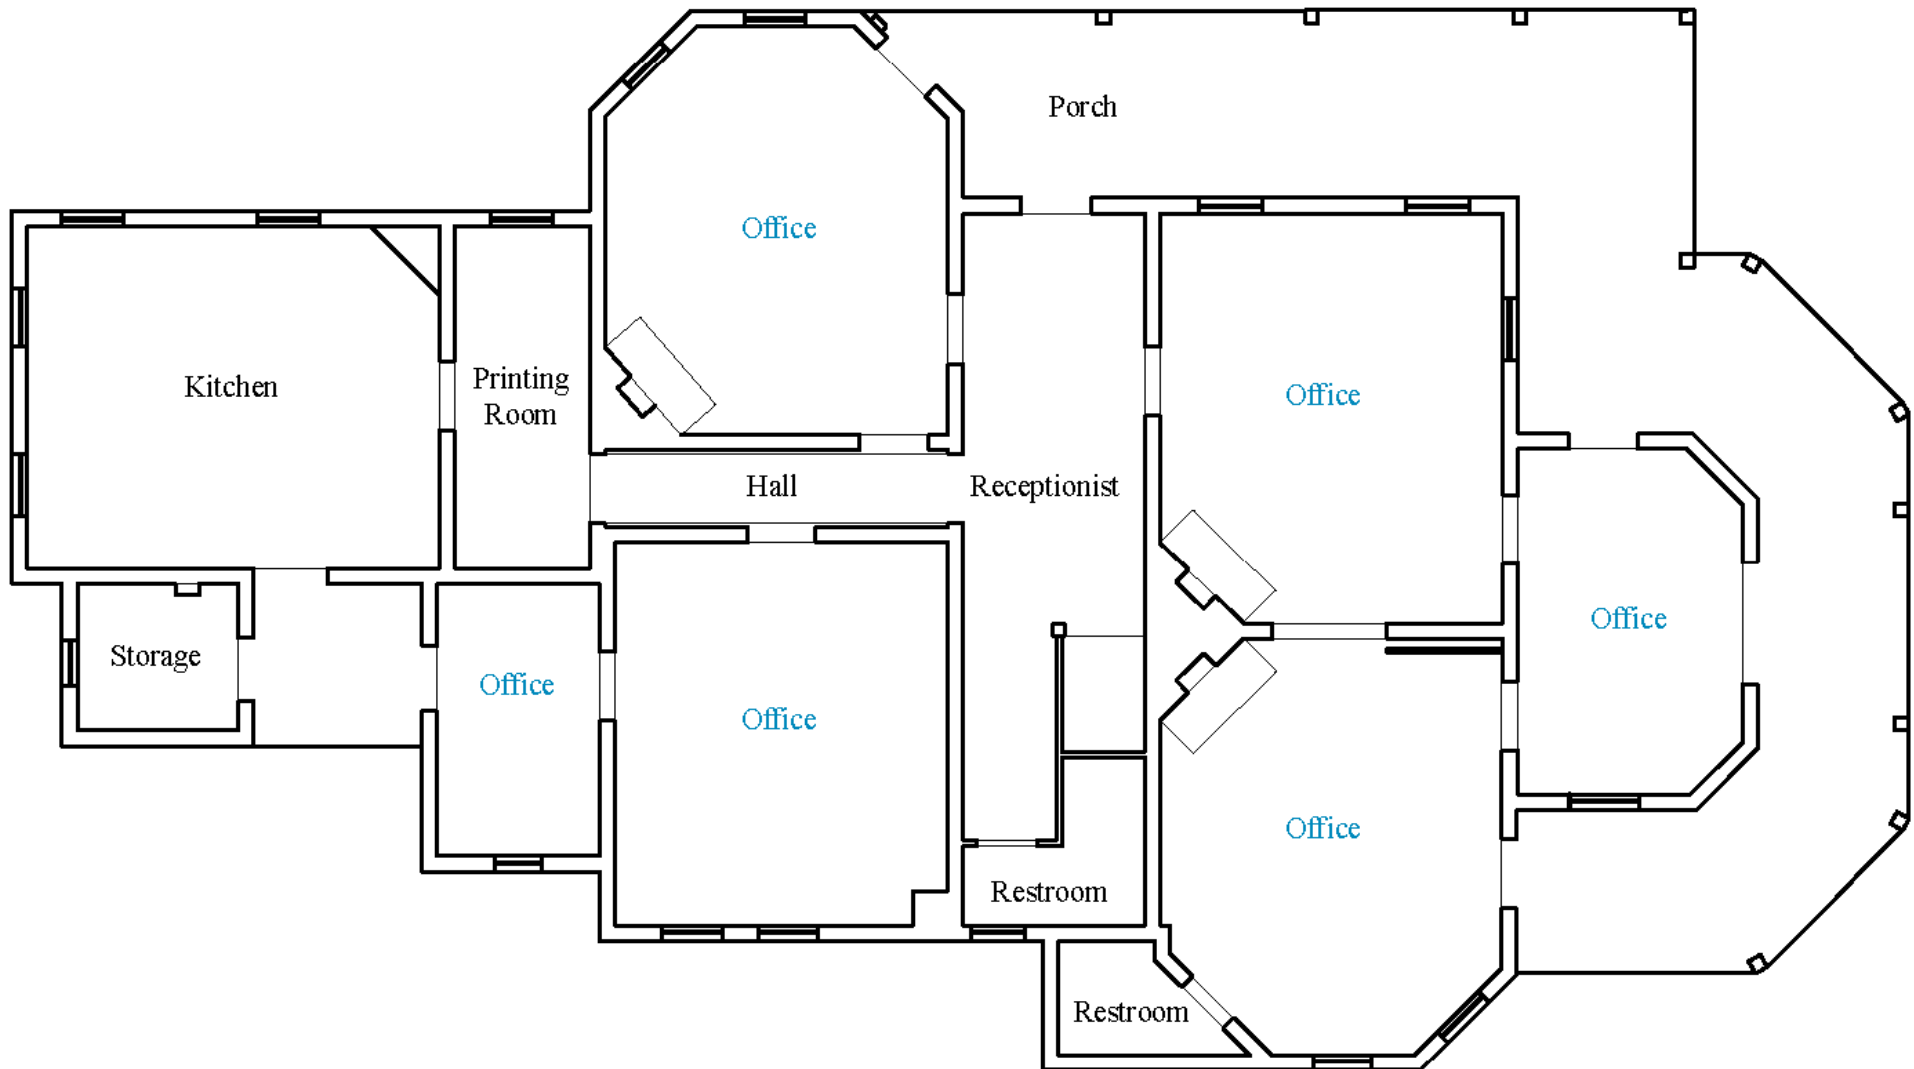 Porch
Office
Kitchen
Printing
Room
Office
Hall
Receptionist
Office
Storage
Office
Office
Office
Restroom
Restroom